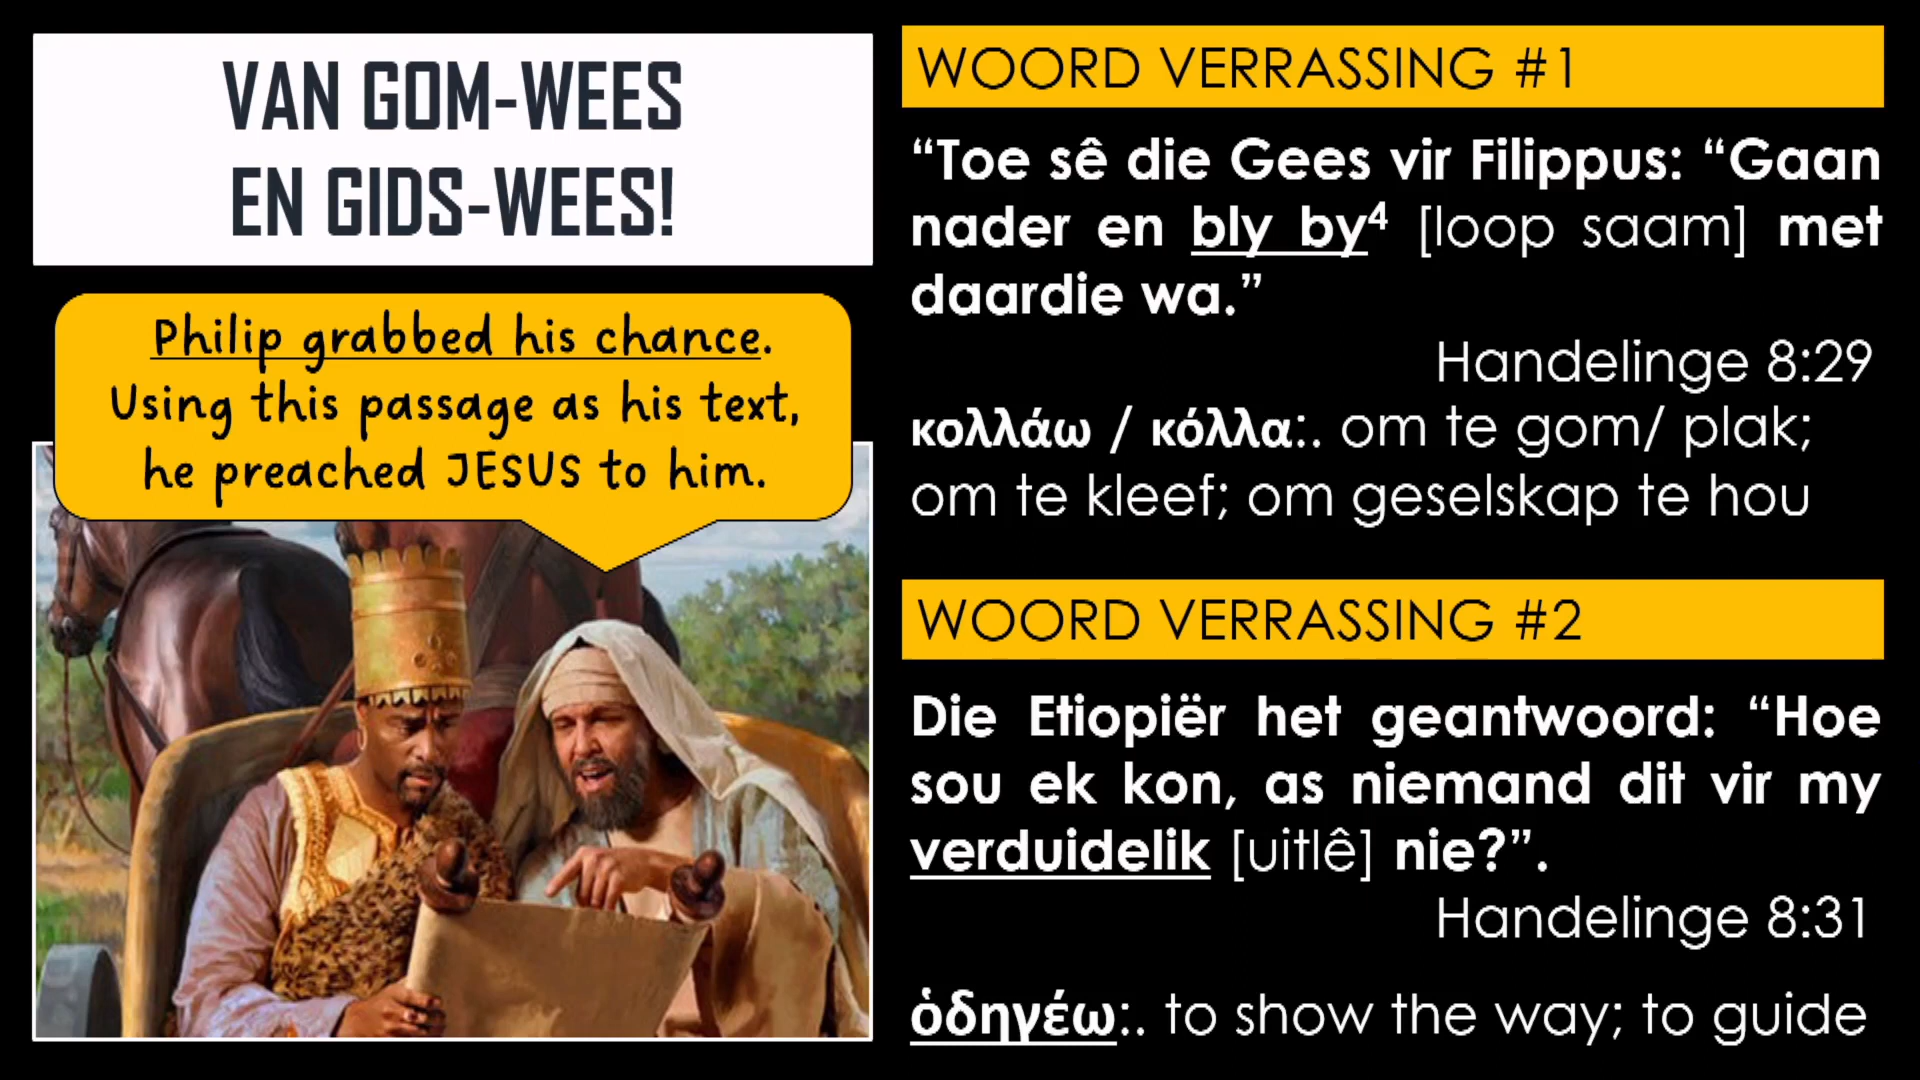 VAN GOM-WEES
EN GIDS-WEES!
Philip grabbed his chance.
Using this passage as his text,
he preached JESUS to him.
WOORD VERRASSING #1
“Toe sê die Gees vir Filippus: “Gaan
nader en bly by⁴ [loop saam] met
daardie wa.”
Handelinge 8:29
κολλάω / κόλλα:. om te gom/ plak;
om te kleef; om geselskap te hou
WOORD VERRASSING #2
Die Etiopiër het geantwoord: “Hoe
sou ek kon, as niemand dit vir my
verduidelik [uitlê] nie?”.
Handelinge 8:31
ὁδηγέω:. to show the way; to guide